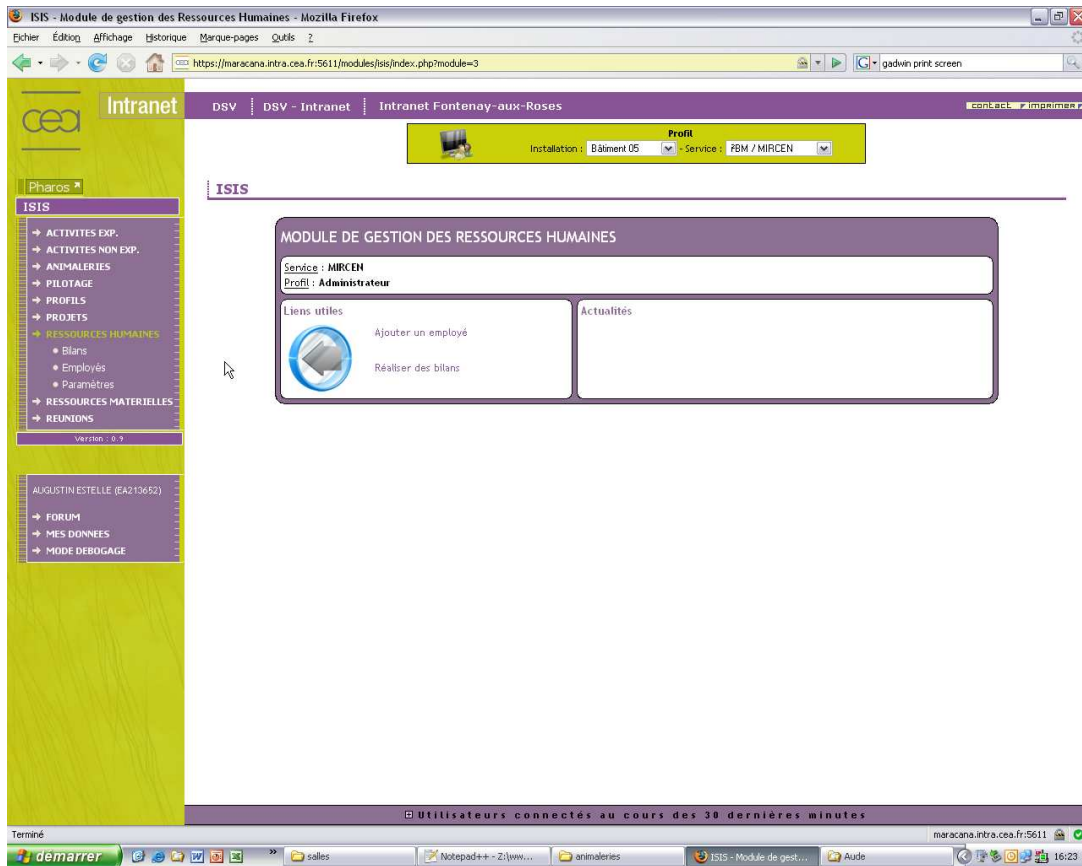 ISIS - Module de gestion des Ressources Humaines - Mozilla Firefox
Fichier Édition Affichage Historique Marque-pages Outils ?
https://maracana.intra.cea.fr:5611/modules/isis/index.php?module=3
gadwin print screen
cea
Intranet
DSV DSV - Intranet Intranet Fontenay-aux-Roses
contact imprimer
Profil
Installation : Bâtiment 05 - Service : MIRCEN
Pharos
ISIS
ISIS
ACTIVITES EXP.
ACTIVITES NON EXP.
ANIMALERIES
PILOTAGE
PROFILS
PROJETS
RESSOURCES HUMAINES
Bilans
Employés
Paramètres
RESSOURCES MATERIELLES
REUNIONS
Version : 0.9
MODULE DE GESTION DES RESSOURCES HUMAINES
Service : MIRCEN
Profil : Administrateur
Liens utiles
Ajouter un employé
Réaliser des bilans
Actualités
AUGUSTIN ESTELLE (EA213652)
FORUM
MES DONNEES
MODE DEBOGAGE
Utilisateurs connectés au cours des 30 dernières minutes
Terminé
maracana.intra.cea.fr:5611
démarrer
salles
Notepad++ - Z:\ww...
animaleries
ISIS - Module de gest...
Aude
16:23